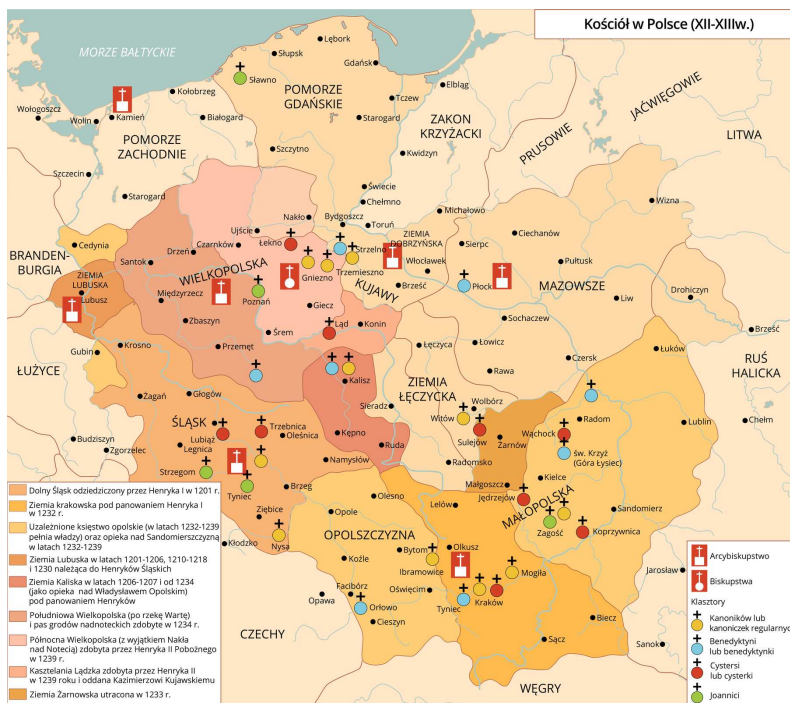 Kościół w Polsce (XII-XIIIw.)
MORZE BAŁTYCKIE
Lębork
Słupsk
Gdańsk
Sławno
Kołobrzeg
POMORZE
GDAŃSKIE
Elbląg
JAĆWIĘGOWIE
Wołogoszcz
Wolin
Kamień
Białogard
Tczew
Starogard
ZAKON
KRZYŻACKI
PRUSOWIE
LITWA
POMORZE
ZACHODNIE
Szczytno
Kwidzyn
Szczecin
Starogard
Świecie
Chełmno
Wizna
Nakło
Bydgoszcz
Toruń
Michałowo
Ujście
Łekno
Strzelno
ZIEMIA
DOBRZYŃSKA
Sierpc
Ciechanów
Cedynia
Czarnków
Drzeń
BRANDEN-
BURGIA
Santok
WIELKOPOLSKA
Gniezno
Trzemieszno
Włocławek
Pułtusk
ZIEMIA
LUBUSKA
Lubusz
Międzyrzecz
Poznań
KUJAWY
Brześć
Płock
MAZOWSZE
Drohiczyn
Giecz
Liw
Zbaszyn
Śrem
Ląd
Konin
Sochaczew
Brześć
Gubin
Krosno
Przemęt
Łęczyca
Łowicz
Czersk
Łuków
RUŚ
HALICKA
ŁUŻYCE
Kalisz
ZIEMIA
ŁĘCZYCKA
Rawa
Żagań
Głogów
Sieradz
Wolbórz
Witów
Radom
Lublin
Chełm
ŚLĄSK
Trzebnica
Lubiąż
Oleśnica
Kępno
Sulejów
Żarnów
Wąchock
Budziszyn
Zgorzelec
Legnica
Ruda
św. Krzyż
(Góra Łysiec)
Strzegom
Namysłów
Radomsko
Kielce
Tyniec
Brzeg
Małgoszcz
Jędrzejów
Olesno
Lelów
MAŁOPOLSKA
Sandomierz
Ziębice
Opole
OPOLSZCZYZNA
Zagość
Koprzywnica
Kłodzko
Nysa
Koźle
Bytom
Olkusz
Ibramowice
Mogiła
Facibórz
Oświęcim
Tyniec
Kraków
Jarosław
Opawa
Orłowo
Cieszyn
Biecz
CZECHY
Sącz
Sanok
WĘGRY
Dolny Śląsk odziedziczony przez Henryka I w 1201 r.
Ziemia krakowska pod panowaniem Henryka I
w 1232 r.
Uzależnione księstwo opolskie (w latach 1232-1239
pełnia władzy) oraz opieka nad Sandomierszczyzną
w latach 1232-1239
Ziemia Lubuska w latach 1201-1206, 1210-1218
i 1230 należąca do Henryków Śląskich
Ziemia Kaliska w latach 1206-1207 i od 1234
(jako opieka nad Władysławem Opolskim)
pod panowaniem Henryków
Południowa Wielkopolska (po rzekę Wartę)
i pas grodów nadnoteckich zdobyte w 1234 r.
Północna Wielkopolska (z wyjątkiem Nakła
nad Notecią) zdobyta przez Henryka II Pobożnego
w 1239 r.
Kasztelania Lądzka zdobyta przez Henryka II
w 1239 roku i oddana Kazimierzowi Kujawskiemu
Ziemia Żarnowska utracona w 1233 r.
Arcybiskupstwo
Biskupstwa
Klasztory
Kanoników lub
kanoniczek regularnyc
Benedyktyni
lub benedyktynki
Cystersi
lub cysterki
Joannici